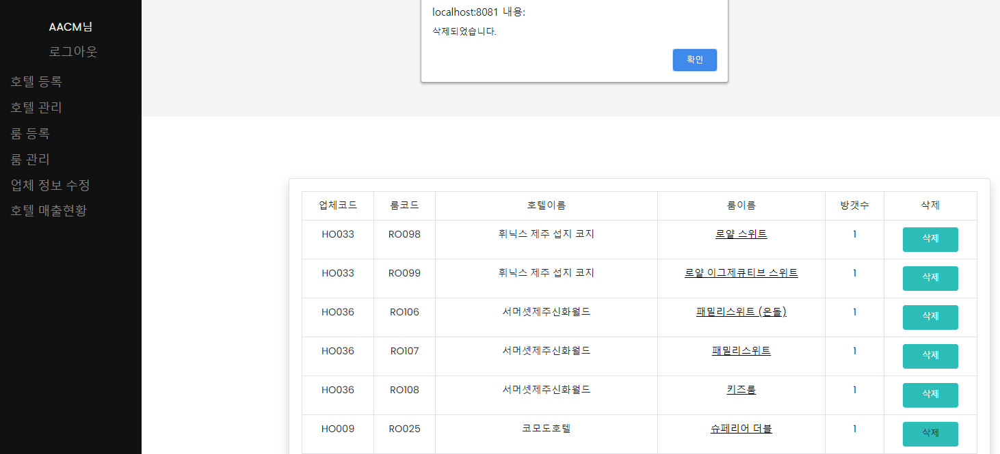 localhost:8081 내용:
삭제되었습니다.
확인
AACM님
로그아웃
호텔 등록
호텔 관리
룸 등록
룸 관리
업체 정보 수정
호텔 매출현황
업체코드 룸코드 호텔이름 룸이름 방갯수 삭제
HO033 RO098 휘닉스 제주 섭지 코지 로얄 스위트 1 삭제
HO033 RO099 휘닉스 제주 섭지 코지 로얄 이그제큐티브 스위트 1 삭제
HO036 RO106 서머셋제주신화월드 패밀리스위트 (온돌) 1 삭제
HO036 RO107 서머셋제주신화월드 패밀리스위트 1 삭제
HO036 RO108 서머셋제주신화월드 키즈룸 1 삭제
HO009 RO025 코모도호텔 슈페리어 더블 1 삭제